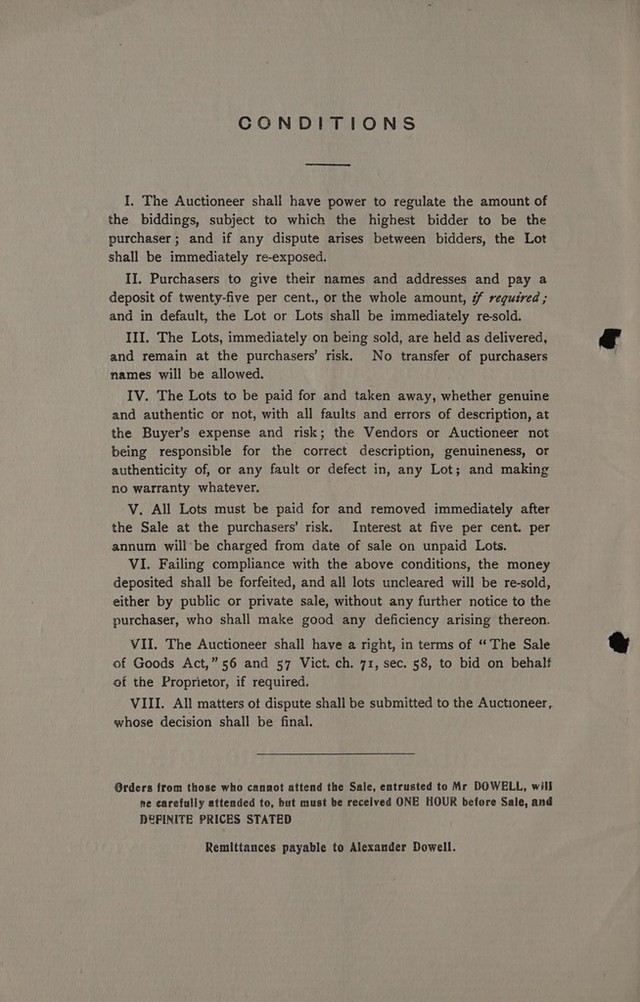 CONDITIONS
I. The Auctioneer shall have power to regulate the amount of
the biddings, subject to which the highest bidder to be the
purchaser; and if any dispute arises between bidders, the Lot
shall be immediately re-exposed.
II. Purchasers to give their names and addresses and pay a
deposit of twenty-five per cent., or the whole amount, if required;
and in default, the Lot or Lots shall be immediately re-sold.
III. The Lots, immediately on being sold, are held as delivered,
and remain at the purchasers' risk. No transfer of purchasers
names will be allowed.
IV. The Lots to be paid for and taken away, whether genuine
and authentic or not, with all faults and errors of description, at
the Buyer's expense and risk; the Vendors or Auctioneer not
being responsible for the correct description, genuineness, or
authenticity of, or any fault or defect in, any Lot; and making
no warranty whatever.
V. All Lots must be paid for and removed immediately after
the Sale at the purchasers' risk. Interest at five per cent. per
annum will be charged from date of sale on unpaid Lots.
VI. Failing compliance with the above conditions, the money
deposited shall be forfeited, and all lots uncleared will be re-sold,
either by public or private sale, without any further notice to the
purchaser, who shall make good any deficiency arising thereon.
VII. The Auctioneer shall have a right, in terms of “The Sale
of Goods Act,” 56 and 57 Vict. ch. 71, sec. 58, to bid on behalf
of the Proprietor, if required.
VIII. All matters of dispute shall be submitted to the Auctioneer,
whose decision shall be final.
Orders from those who cannot attend the Sale, entrusted to Mr DOWELL, will
be carefully attended to, but must be received ONE HOUR before Sale, and
DEFINITE PRICES STATED
Remittances payable to Alexander Dowell.